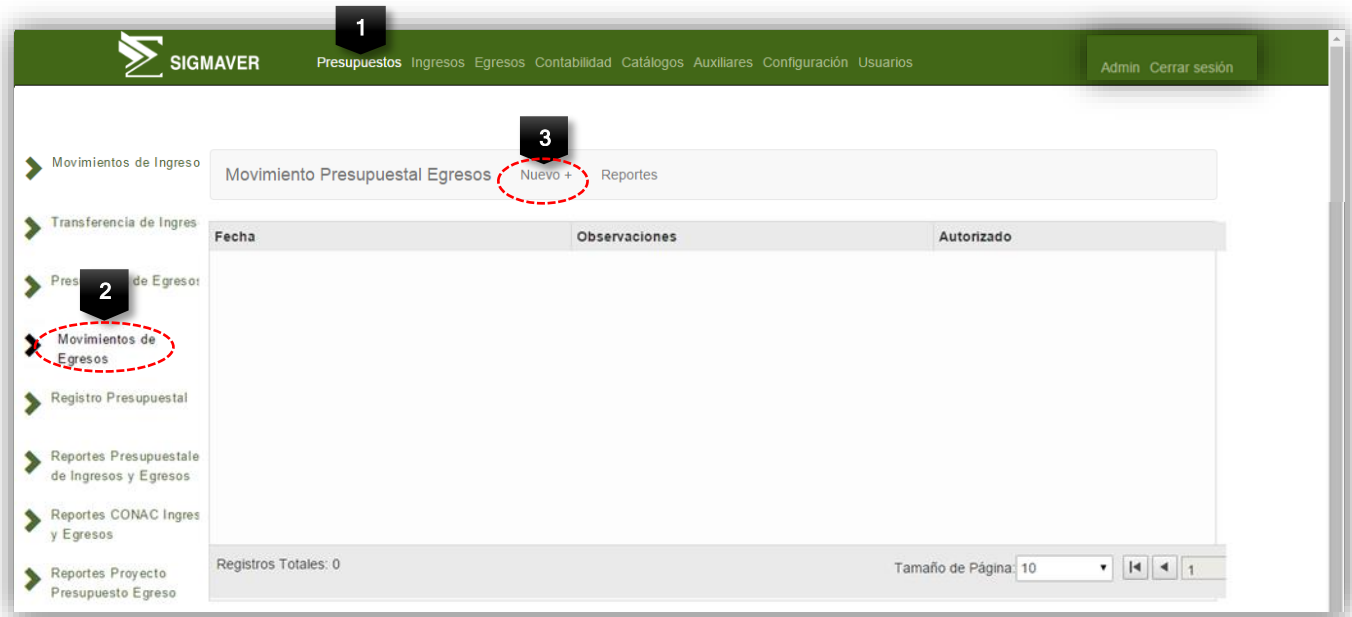 1
SIGMAVER
Presupuestos Ingresos Egresos Contabilidad Catálogos Auxiliares Configuración Usuarios
Admin Cerrar sesión
3
Movimiento Presupuestal Egresos Nuevo + Reportes
Movimientos de Ingreso
Transferencia de Ingres
Pres de Egresos
2
Movimientos de
Egresos
Registro Presupuestal
Reportes Presupuestale
de Ingresos y Egresos
Reportes CONAC Ingres
y Egresos
Reportes Proyecto
Presupuesto Egreso
Fecha Observaciones Autorizado
Registros Totales: 0
Tamaño de Página: 10 1